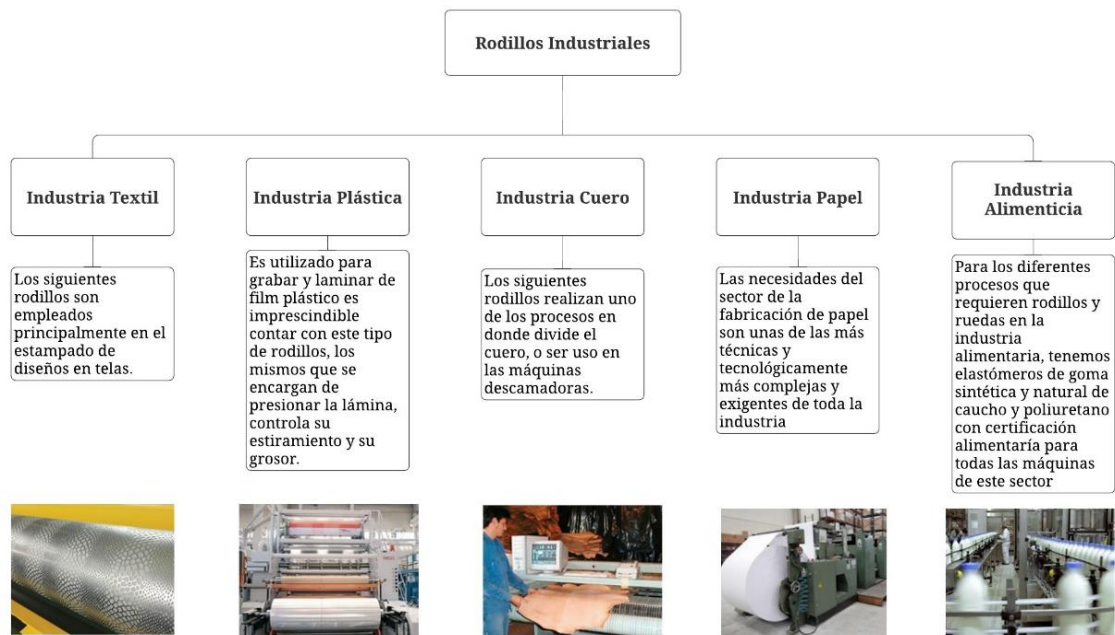 Rodillos Industriales
Industria Textil
Los siguientes
rodillos son
empleados
principalmente en el
estampado de
diseños en telas.
Industria Plástica
Es utilizado para
grabar y laminar de
film plástico es
imprescindible
contar con este tipo
de rodillos, los
mismos que se
encargan de
presionar la lámina,
controla su
estiramiento y su
grosor.
Industria Cuero
Los siguientes
rodillos realizan uno
de los procesos en
donde divide el
cuero, o ser uso en
las máquinas
descamadoras.
Industria Papel
Las necesidades del
sector de la
fabricación de papel
son unas de las más
técnicas y
tecnológicamente
más complejas y
exigentes de toda la
industria
Industria
Alimenticia
Para los diferentes
procesos que
requieren rodillos y
ruedas en la
industria
alimentaria, tenemos
elastómeros de goma
sintética y natural de
caucho y poliuretano
con certificación
alimentaría para
todas las máquinas
de este sector